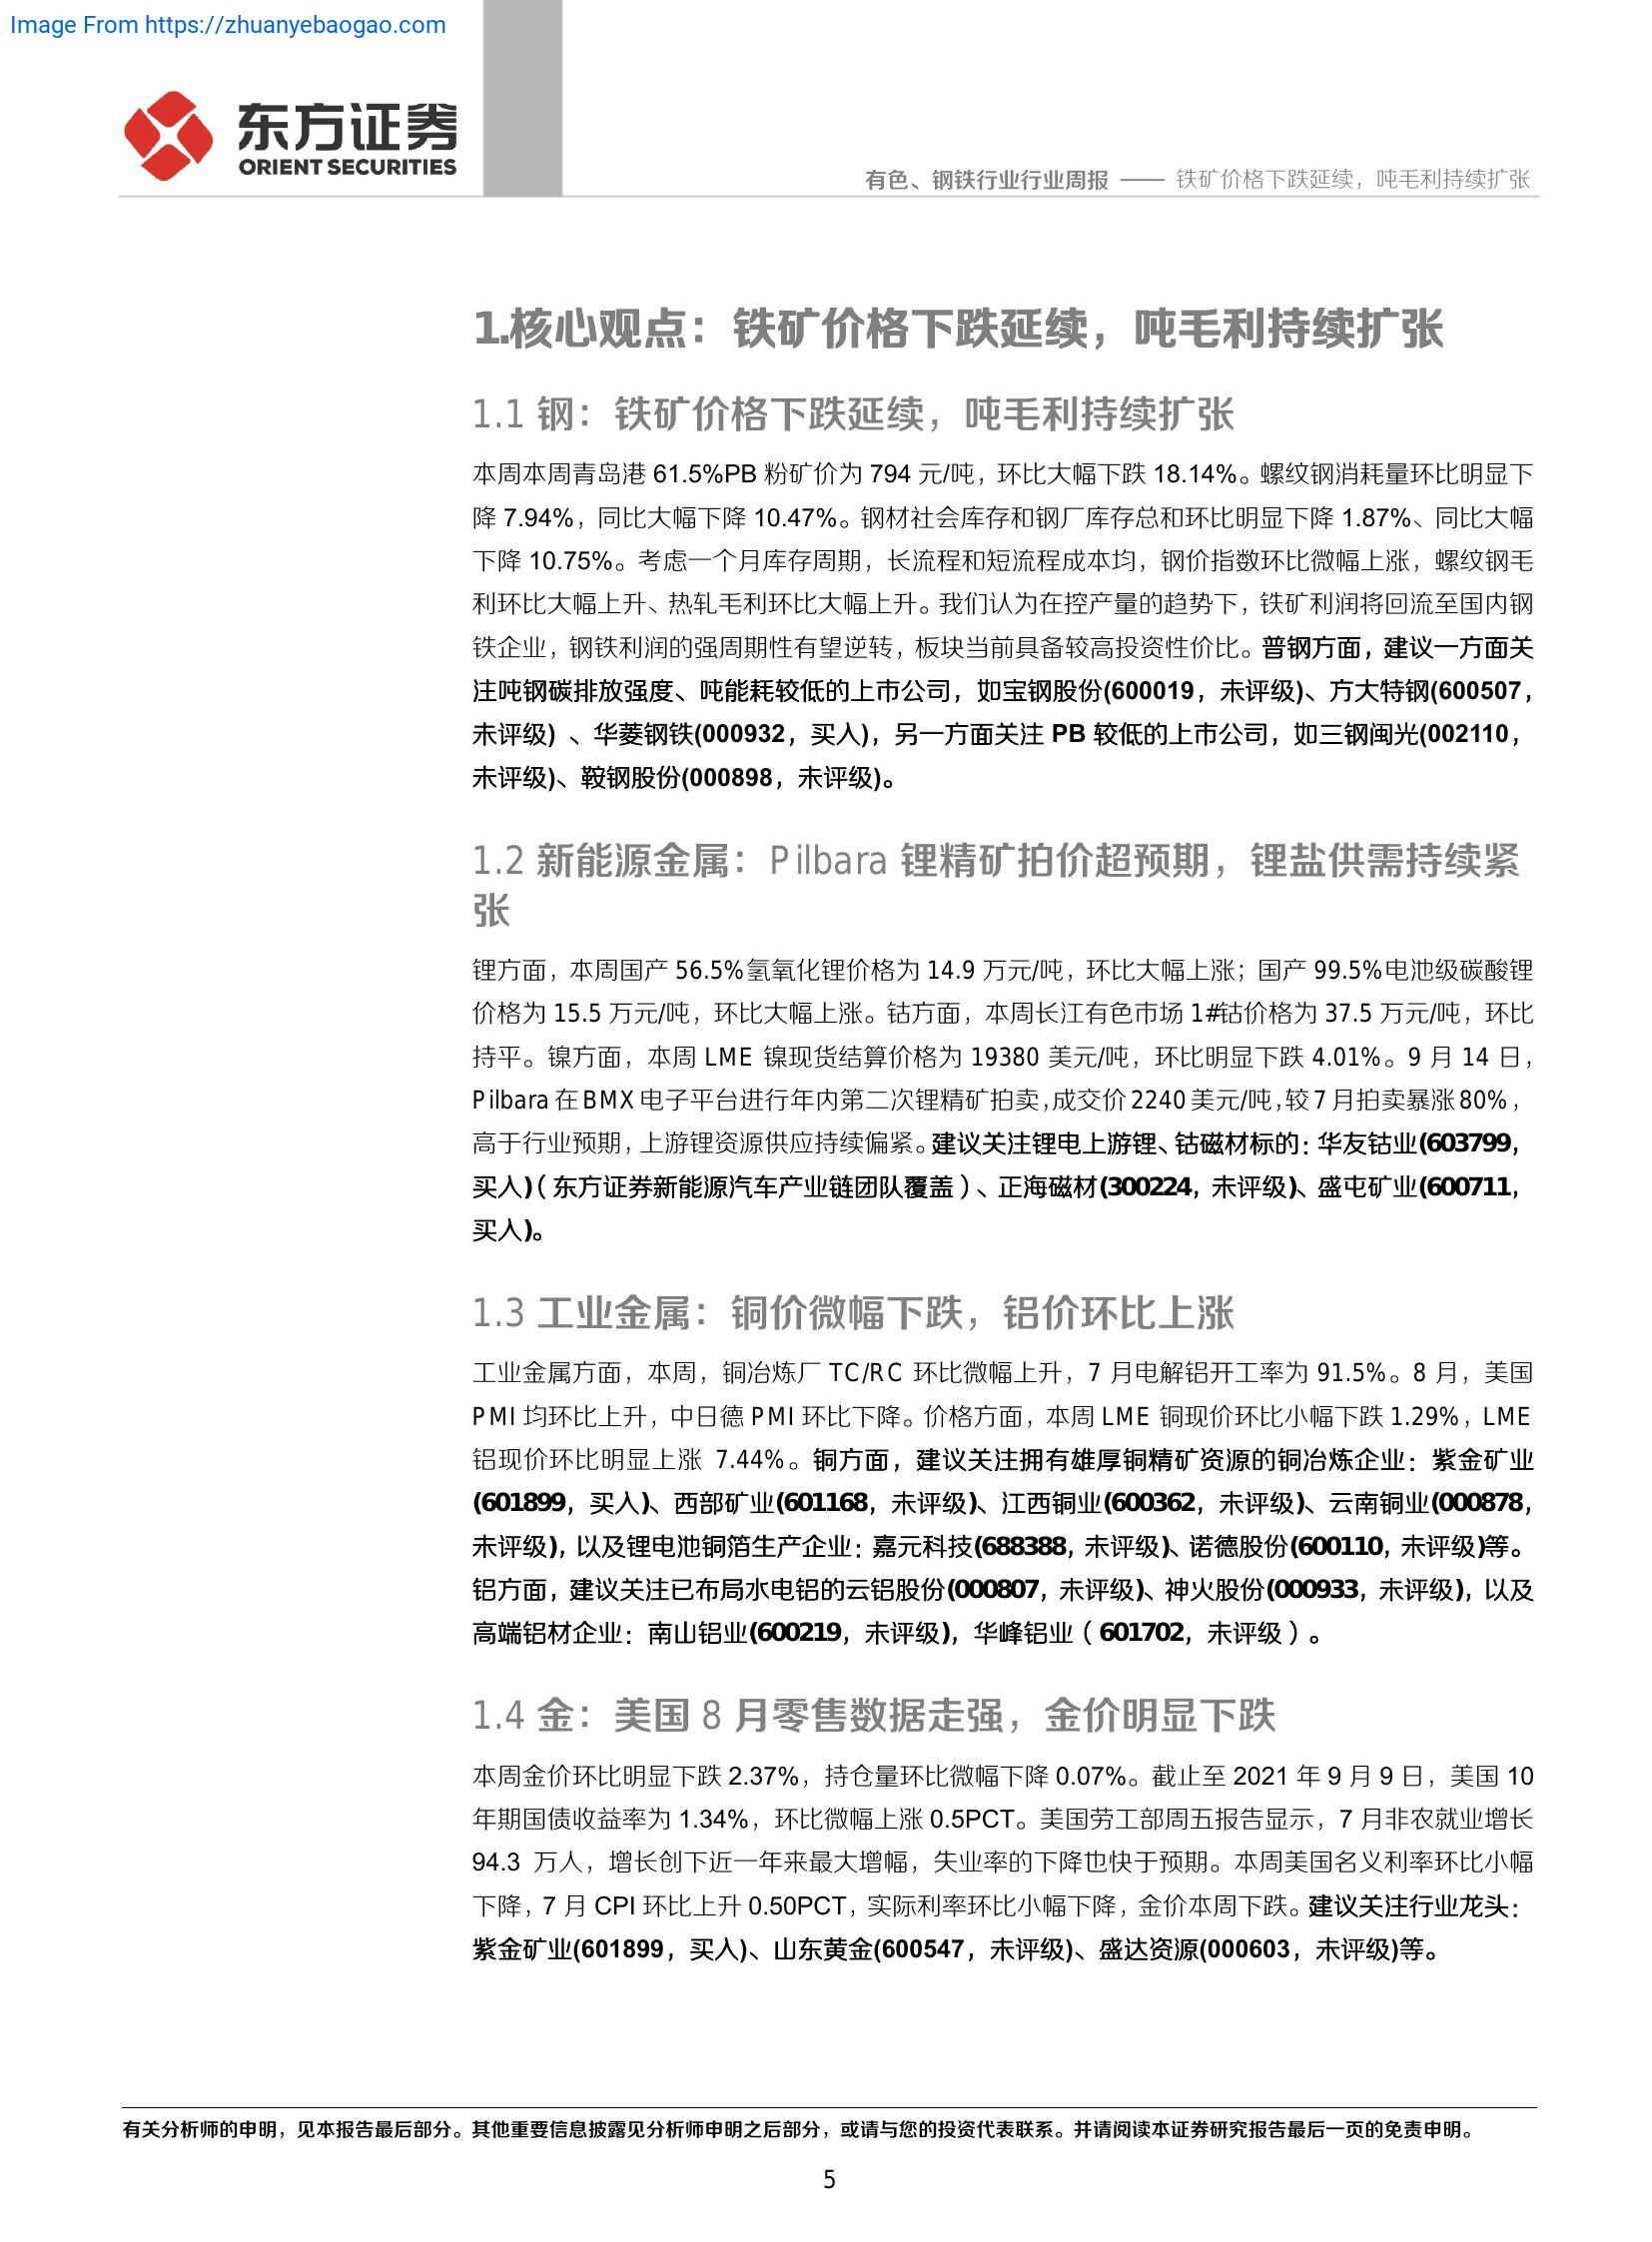 Image From https://zhuanyebaogao.com
东方证券
ORIENT SECURITIES
有色、钢铁行业行业周报 —— 铁矿价格下跌延续，吨毛利持续扩张
1.核心观点：铁矿价格下跌延续，吨毛利持续扩张
1.1 钢：铁矿价格下跌延续，吨毛利持续扩张
本周本周青岛港 61.5%PB 粉矿价为 794 元/吨，环比大幅下跌 18.14%。螺纹钢消耗量环比明显下
降 7.94%，同比大幅下降 10.47%。钢材社会库存和钢厂库存总和环比明显下降 1.87%、同比大幅
下降 10.75%。考虑一个月库存周期，长流程和短流程成本均，钢价指数环比微幅上涨，螺纹钢毛
利环比大幅上升、热轧毛利环比大幅上升。我们认为在控产量的趋势下，铁矿利润将回流至国内钢
铁企业，钢铁利润的强周期性有望逆转，板块当前具备较高投资性价比。普钢方面，建议一方面关
注吨钢碳排放强度、吨能耗较低的上市公司，如宝钢股份(600019，未评级)、方大特钢(600507，
未评级) 、华菱钢铁(000932，买入)，另一方面关注 PB 较低的上市公司，如三钢闽光(002110，
未评级)、鞍钢股份(000898，未评级)。
1.2 新能源金属：Pilbara 锂精矿拍价超预期，锂盐供需持续紧
张
锂方面，本周国产 56.5%氢氧化锂价格为 14.9 万元/吨，环比大幅上涨；国产 99.5%电池级碳酸锂
价格为 15.5 万元/吨，环比大幅上涨。钴方面，本周长江有色市场 1#钴价格为 37.5 万元/吨，环比
持平。镍方面，本周 LME 镍现货结算价格为 19380 美元/吨，环比明显下跌 4.01%。9 月 14 日，
Pilbara 在 BMX 电子平台进行年内第二次锂精矿拍卖，成交价 2240 美元/吨，较 7 月拍卖暴涨 80%，
高于行业预期，上游锂资源供应持续偏紧。建议关注锂电上游锂、钴磁材标的：华友钴业(603799，
买入)（东方证券新能源汽车产业链团队覆盖）、正海磁材(300224，未评级)、盛屯矿业(600711，
买入)。
1.3 工业金属：铜价微幅下跌，铝价环比上涨
工业金属方面，本周，铜冶炼厂 TC/RC 环比微幅上升，7 月电解铝开工率为 91.5%。8 月，美国
PMI 均环比上升，中日德 PMI 环比下降。价格方面，本周 LME 铜现价环比小幅下跌 1.29%，LME
铝现价环比明显上涨 7.44%。铜方面，建议关注拥有雄厚铜精矿资源的铜冶炼企业：紫金矿业
(601899，买入)、西部矿业(601168，未评级)、江西铜业(600362，未评级)、云南铜业(000878，
未评级)，以及锂电池铜箔生产企业：嘉元科技(688388，未评级)、诺德股份(600110，未评级)等。
铝方面，建议关注已布局水电铝的云铝股份(000807，未评级)、神火股份(000933，未评级)，以及
高端铝材企业：南山铝业(600219，未评级)，华峰铝业（601702，未评级）。
1.4 金：美国 8 月零售数据走强，金价明显下跌
本周金价环比明显下跌 2.37%，持仓量环比微幅下降 0.07%。截止至 2021 年 9 月 9 日，美国 10
年期国债收益率为 1.34%，环比微幅上涨 0.5PCT。美国劳工部周五报告显示，7 月非农就业增长
94.3 万人，增长创下近一年来最大增幅，失业率的下降也快于预期。本周美国名义利率环比小幅
下降，7 月 CPI 环比上升 0.50PCT，实际利率环比小幅下降，金价本周下跌。建议关注行业龙头：
紫金矿业(601899，买入)、山东黄金(600547，未评级)、盛达资源(000603，未评级)等。
有关分析师的申明，见本报告最后部分。其他重要信息披露见分析师申明之后部分，或请与您的投资代表联系。并请阅读本证券研究报告最后一页的免责申明。
5